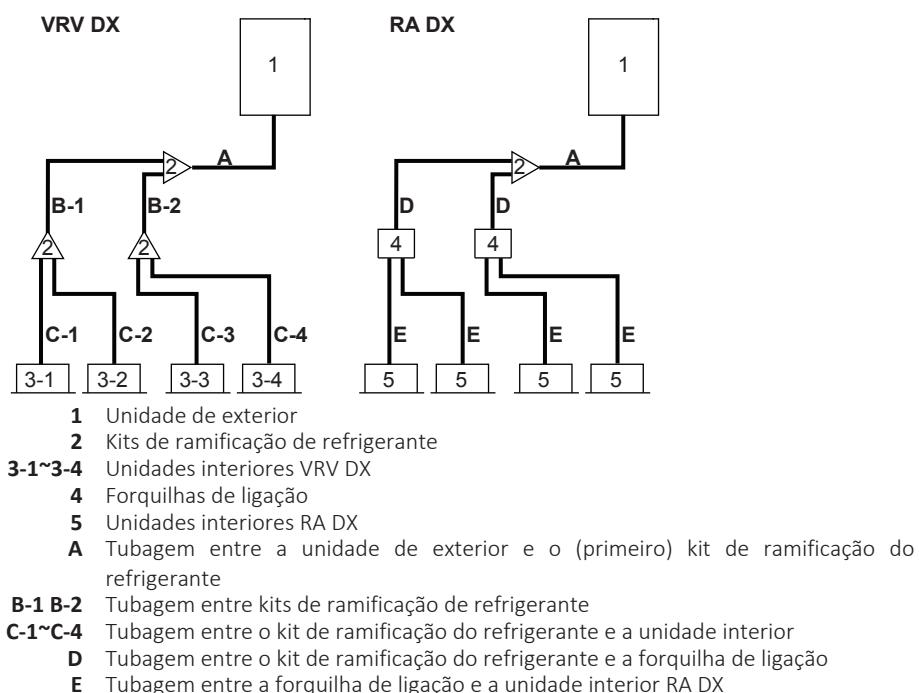 VRV DX RA DX
1 1
2 A 2 A
B-1 B-2 D D
2 2 4 4
C-1 C-2 C-3 C-4 E E E E
3-1 3-2 3-3 3-4 5 5 5 5
1 Unidade de exterior
2 Kits de ramificação de refrigerante
3-1~3-4 Unidades interiores VRV DX
4 Forquilhas de ligação
5 Unidades interiores RA DX
A Tubagem entre a unidade de exterior e o (primeiro) kit de ramificação do
refrigerante
B-1 B-2 Tubagem entre kits de ramificação de refrigerante
C-1~C-4 Tubagem entre o kit de ramificação do refrigerante e a unidade interior
D Tubagem entre o kit de ramificação do refrigerante e a forquilha de ligação
E Tubagem entre a forquilha de ligação e a unidade interior RA DX